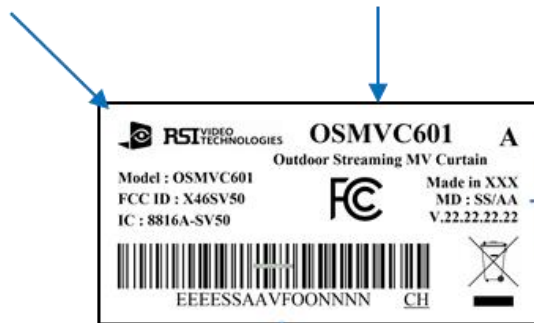 RSI VIDEO TECHNOLOGIES OSMVC601 A
Outdoor Streaming MV Curtain
Model : OSMVC601
FCC ID : X46SV50
IC : 8816A-SV50
FC
Made in XXX
MD : SS/AA
V.22.22.22.22
EEEESSAAVFOONNNN CH